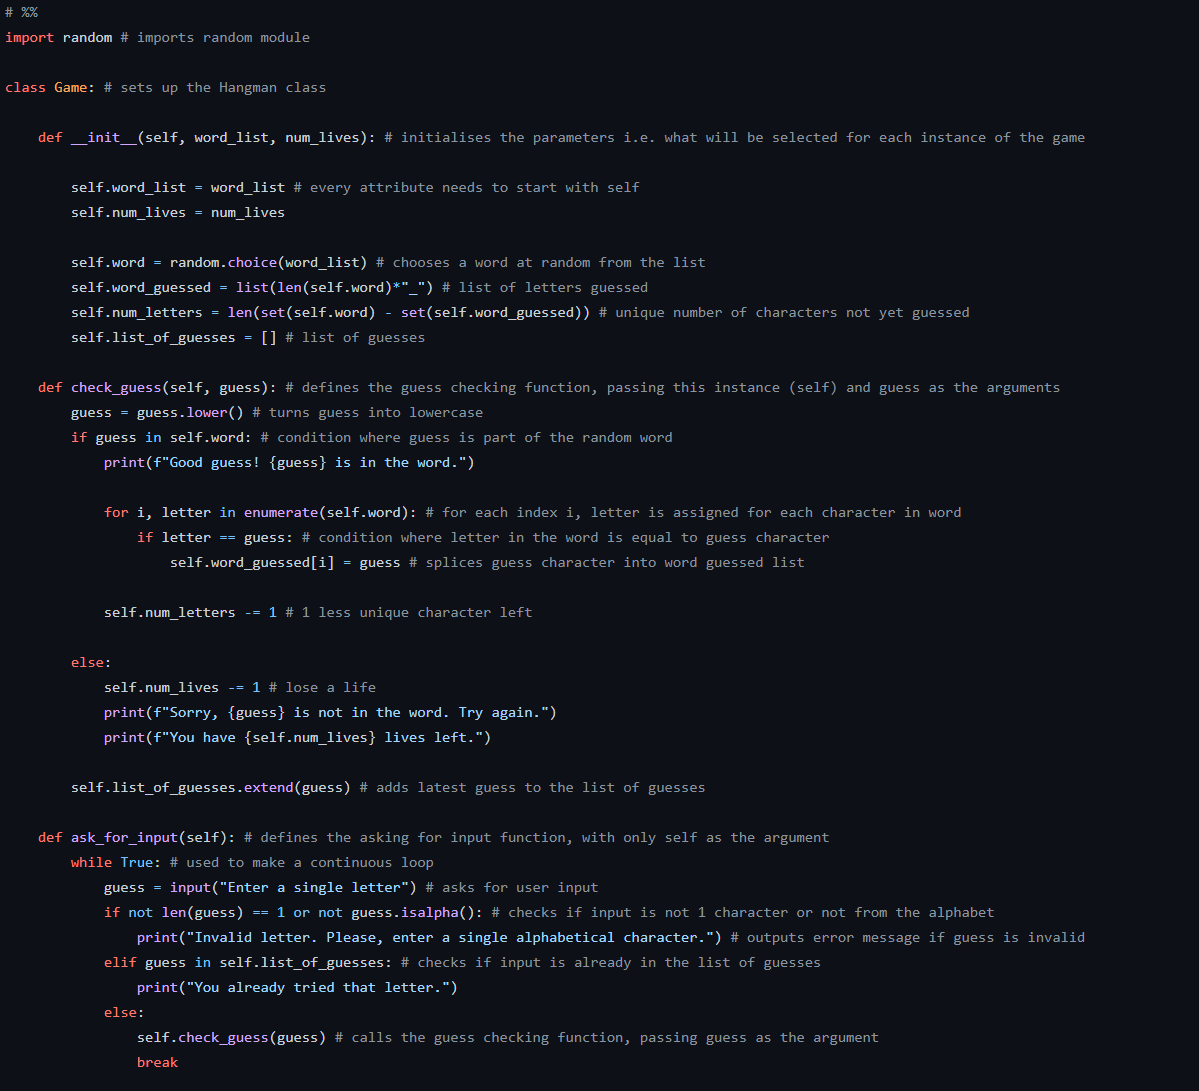 # %%
import random # imports random module
class Game: # sets up the Hangman class
    def __init__(self, word_list, num_lives): # initialises the parameters i.e. what will be selected for each instance of the game
        self.word_list = word_list # every attribute needs to start with self
        self.num_lives = num_lives
        self.word = random.choice(word_list) # chooses a word at random from the list
        self.word_guessed = list(len(self.word)*"_") # list of letters guessed
        self.num_letters = len(set(self.word) - set(self.word_guessed)) # unique number of characters not yet guessed
        self.list_of_guesses = [] # list of guesses
    def check_guess(self, guess): # defines the guess checking function, passing this instance (self) and guess as the arguments
        guess = guess.lower() # turns guess into lowercase
        if guess in self.word: # condition where guess is part of the random word
            print(f"Good guess! {guess} is in the word.")
            for i, letter in enumerate(self.word): # for each index i, letter is assigned for each character in word
                if letter == guess: # condition where letter in the word is equal to guess character
                    self.word_guessed[i] = guess # splices guess character into word guessed list
            self.num_letters -= 1 # 1 less unique character left
        else:
            self.num_lives -= 1 # lose a life
            print(f"Sorry, {guess} is not in the word. Try again.")
            print(f"You have {self.num_lives} lives left.")
        self.list_of_guesses.extend(guess) # adds latest guess to the list of guesses
    def ask_for_input(self): # defines the asking for input function, with only self as the argument
        while True: # used to make a continuous loop
            guess = input("Enter a single letter") # asks for user input
            if not len(guess) == 1 or not guess.isalpha(): # checks if input is not 1 character or not from the alphabet
                print("Invalid letter. Please, enter a single alphabetical character.") # outputs error message if guess is invalid
            elif guess in self.list_of_guesses: # checks if input is already in the list of guesses
                print("You already tried that letter.")
            else:
                self.check_guess(guess) # calls the guess checking function, passing guess as the argument
                break